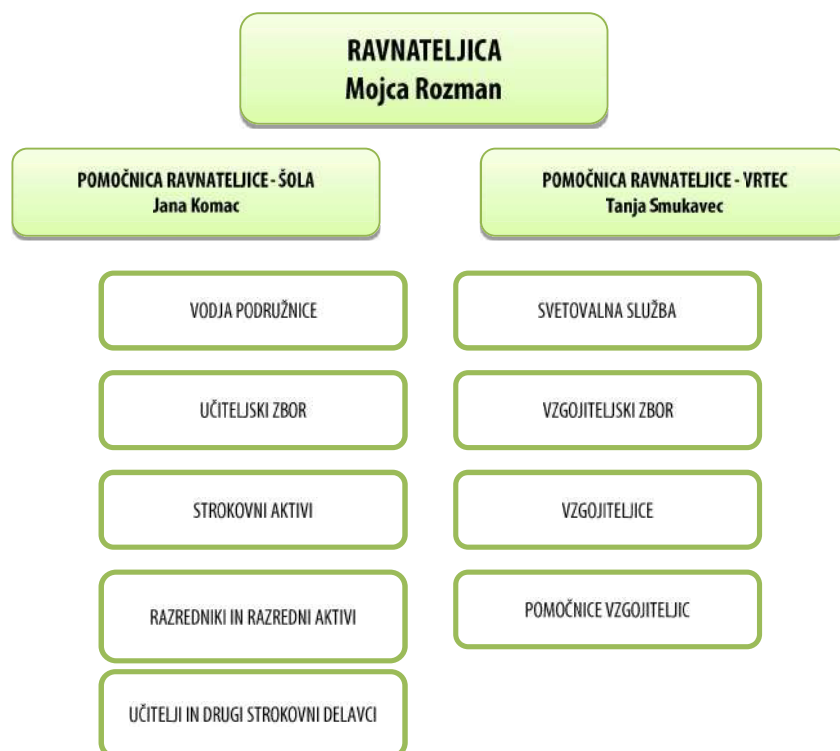 RAVNATELJICA
Mojca Rozman
POMOČNICA RAVNATELJICE - ŠOLA
Jana Komac
POMOČNICA RAVNATELJICE - VRTEC
Tanja Smukavec
VODJA PODRUŽNICE
SVETOVALNA SLUŽBA
UČITELJSKI ZBOR
VZGOJITELJSKI ZBOR
STROKOVNI AKTIVI
VZGOJITELJICE
RAZREDNIKI IN RAZREDNI AKTIVI
POMOČNICE VZGOJITELJIC
UČITELJI IN DRUGI STROKOVNI DELAVCI